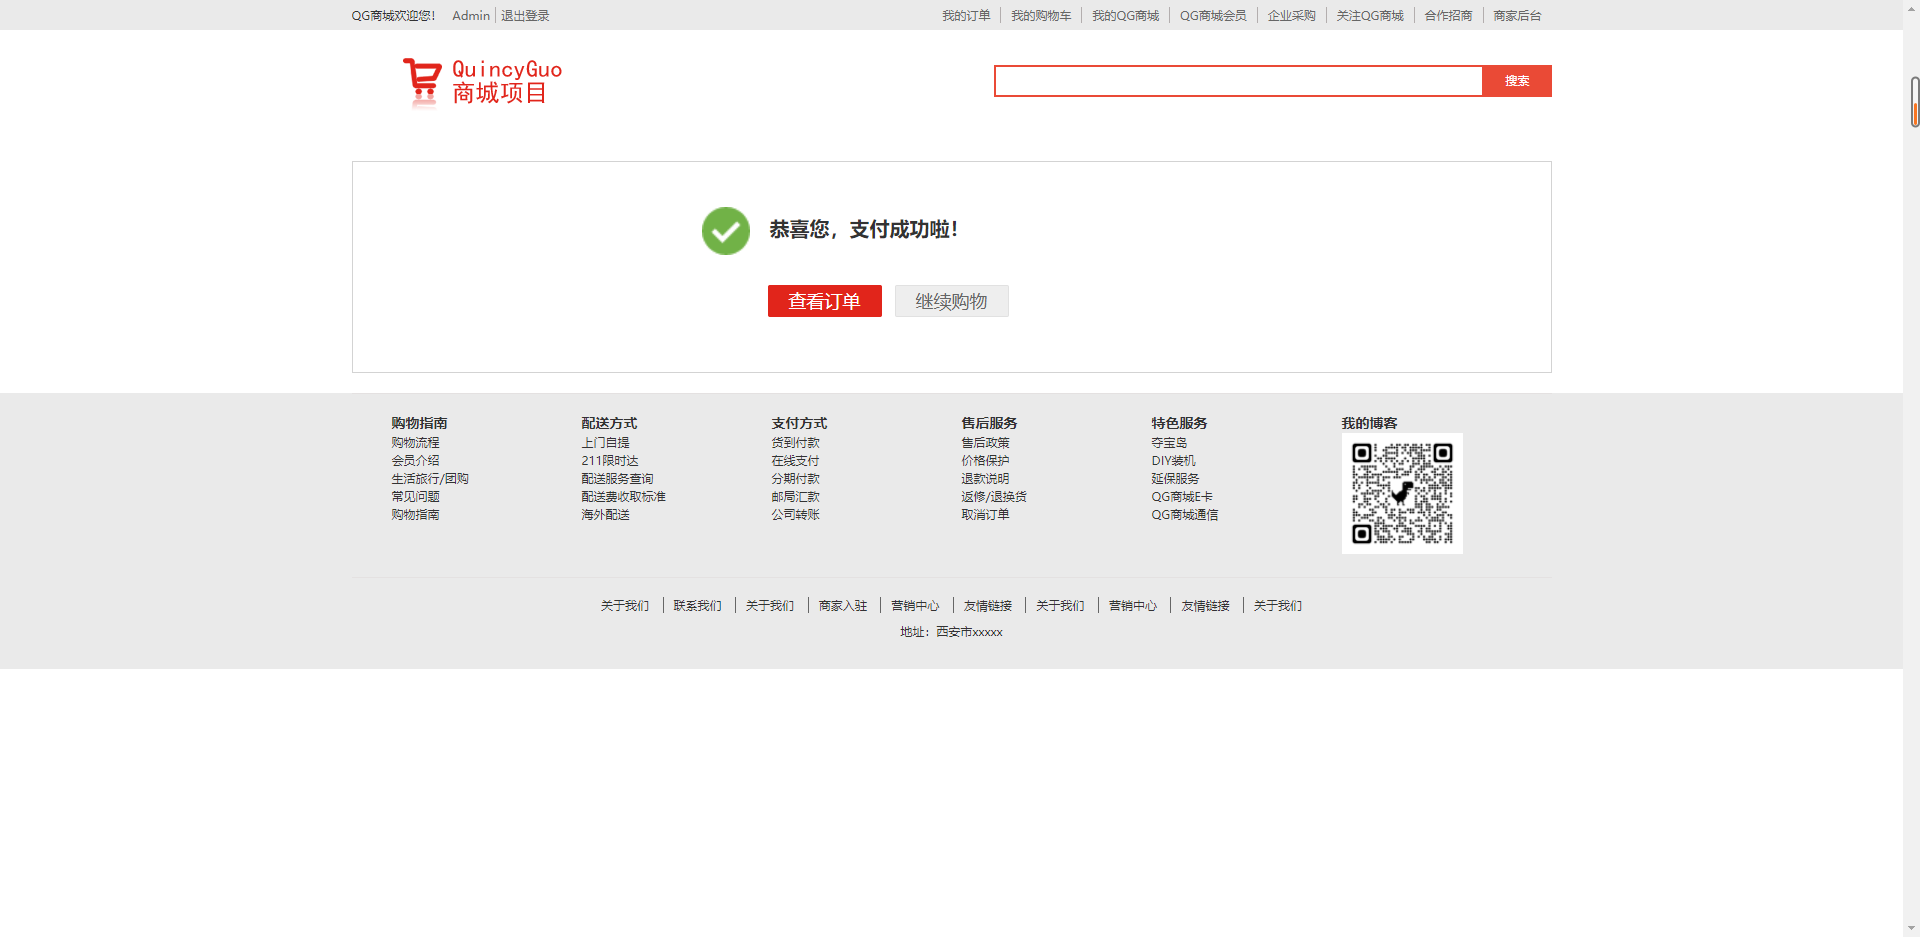 QG商城欢迎您! Admin 退出登录 我的订单 我的购物车 我的QG商城 QG商城会员 企业采购 关注QG商城 合作招商 商家后台
QuincyGuo
商城项目
搜索
恭喜您，支付成功啦!
查看订单 继续购物
购物指南 配送方式 支付方式 售后服务 特色服务 我的博客
购物流程 上门自提 货到付款 售后政策 夺宝岛
会员介绍 211限时达 在线支付 价格保护 DIY装机
生活旅行/团购 配送服务查询 分期付款 退款说明 延保服务
常见问题 配送费收取标准 邮局汇款 返修/退换货 QG商城E卡
购物指南 海外配送 公司转账 取消订单 QG商城通信
关于我们 联系我们 关于我们 商家入驻 营销中心 友情链接 关于我们 营销中心 友情链接 关于我们
地址：西安市xxxxx